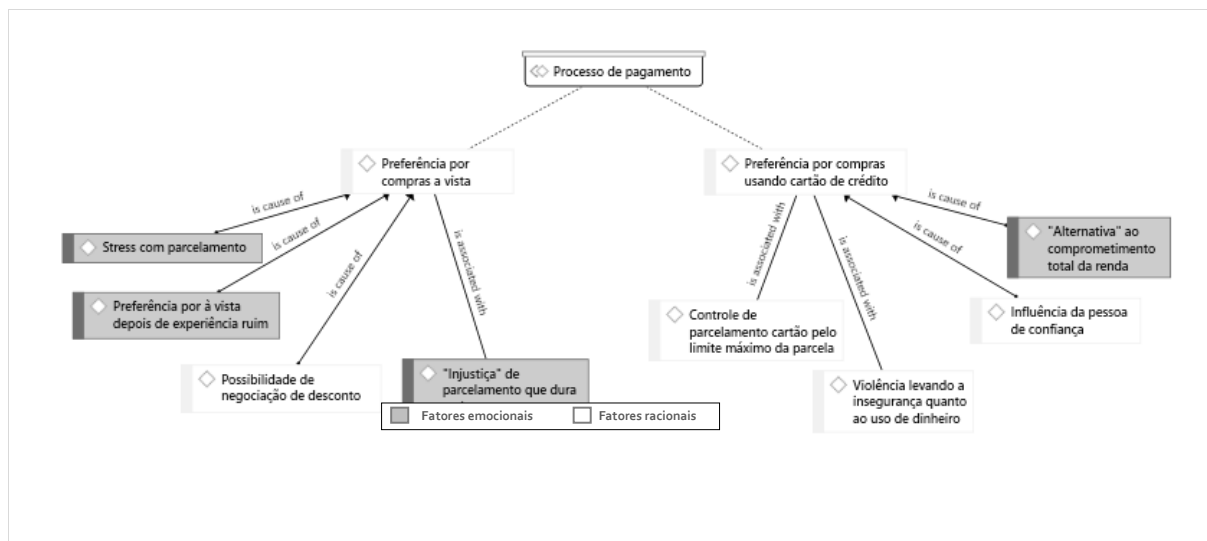 Processo de pagamento
Preferência por
compras a vista
Preferência por compras
usando cartão de crédito
is cause of
is cause of
is cause of
is associated with
is associated with
is associated with
is cause of
is cause of
Stress com parcelamento
Preferência por à vista
depois de experiência ruim
Possibilidade de
negociação de desconto
"Injustiça" de
parcelamento que dura
Controle de
parcelamento cartão pelo
limite máximo da parcela
Violência levando a
insegurança quanto
ao uso de dinheiro
Influência da pessoa
de confiança
"Alternativa" ao
comprometimento
total da renda
Fatores emocionais
Fatores racionais